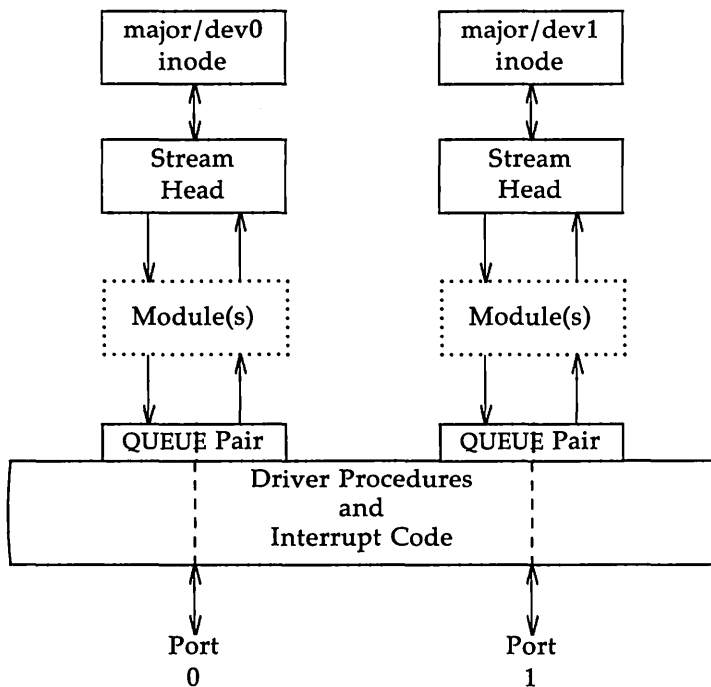 major/dev0
inode
major/dev1
inode
Stream
Head
Stream
Head
Module(s)
Module(s)
QUEUE Pair
QUEUE Pair
Driver Procedures
and
Interrupt Code
Port
0
Port
1